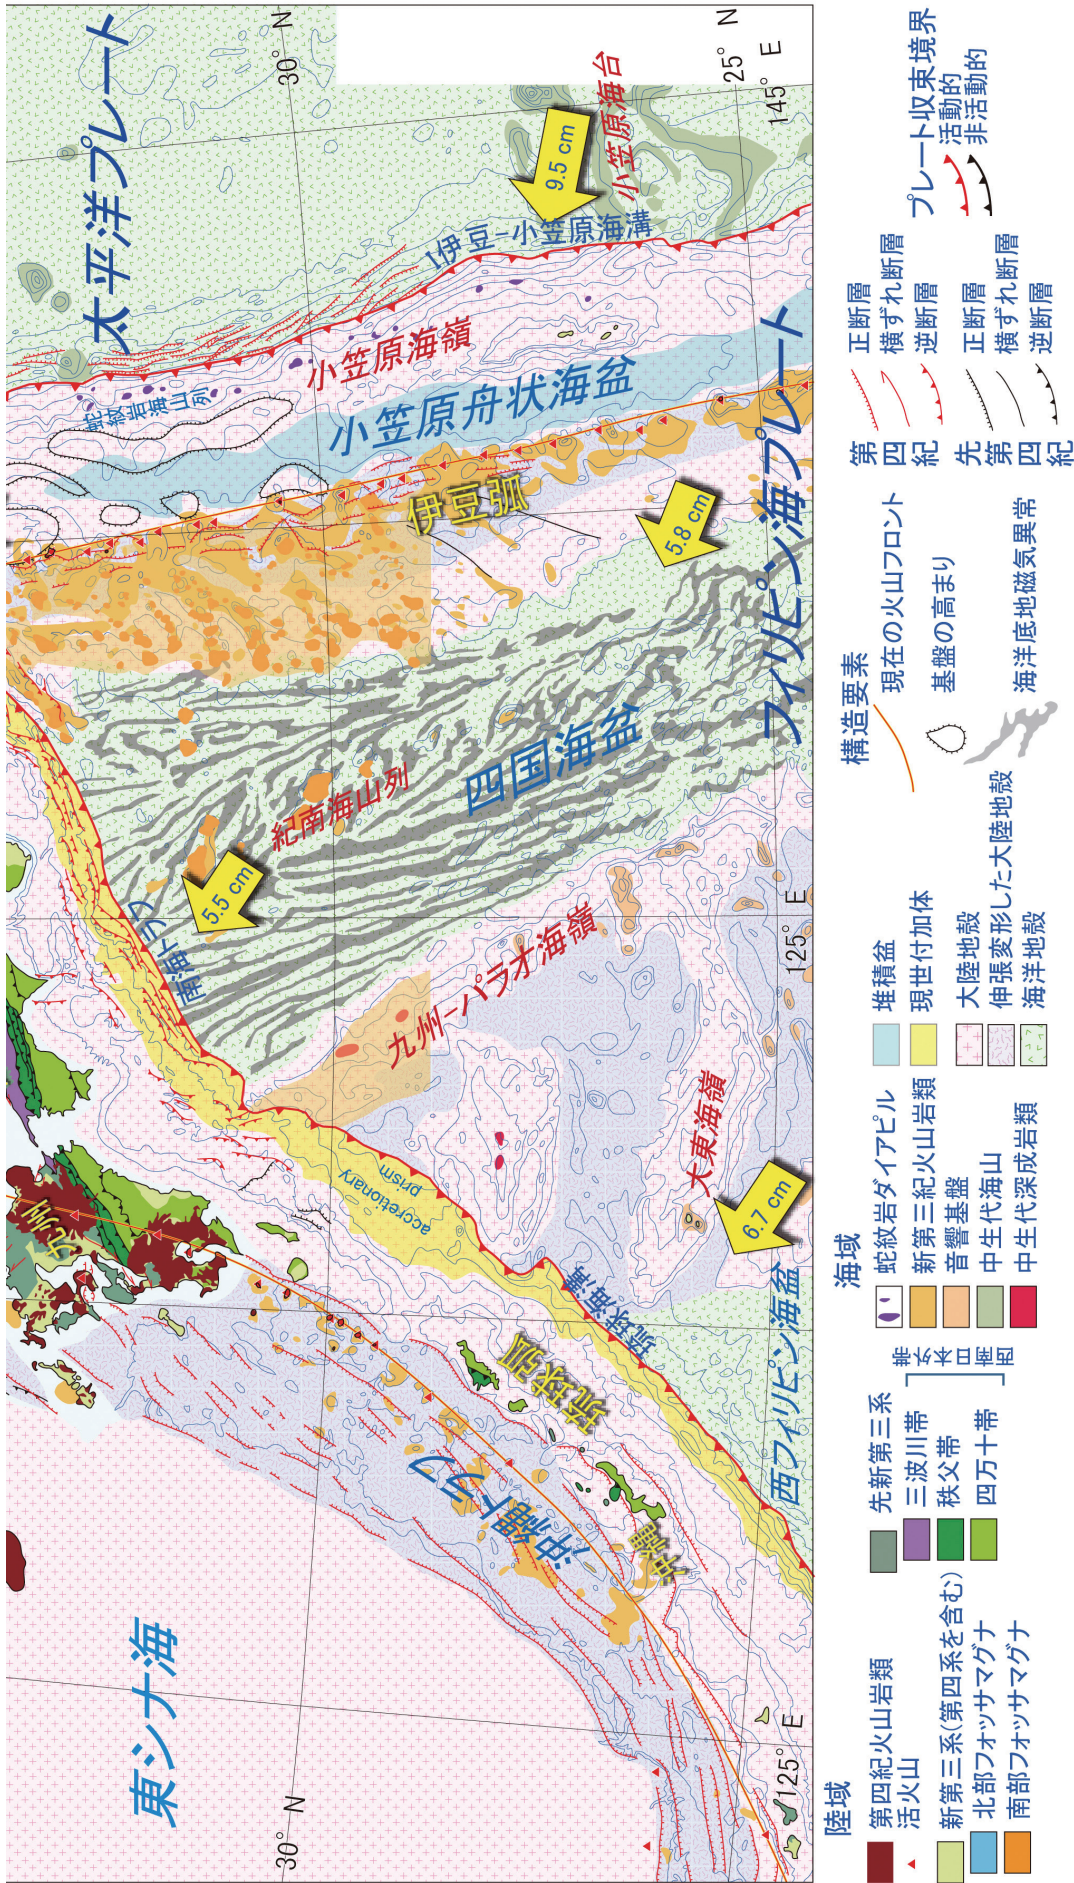 東シナ海
太平洋プレート
フィリピン海プレート
30° N
30° N
25° N
145° E
125° E
125° E
九州
沖縄トラフ
沖縄
琉球弧
琉球海溝
西フィリピン海盆
accretionary
prism
南海トラフ
5.5 cm
紀南海山列
四国海盆
九州-パラオ海嶺
大東海嶺
6.7 cm
5.8 cm
伊豆弧
小笠原舟状海盆
小笠原海嶺
蛇紋岩海山列
伊豆-小笠原海溝
9.5 cm
小笠原海台
陸域
第四紀火山岩類
活火山
新第三系(第四系を含む)
北部フォッサマグナ
南部フォッサマグナ
先新第三系
三波川帯
秩父帯
四万十帯
海域
蛇紋岩ダイアピル
新第三紀火山岩類
音響基盤
中生代海山
中生代深成岩類
堆積盆
現世付加体
大陸地殻
伸張変形した大陸地殻
海洋地殻
構造要素
現在の火山フロント
基盤の高まり
海洋底地磁気異常
第四紀
正断層
横ずれ断層
逆断層
先第四紀
正断層
横ずれ断層
逆断層
プレート収束境界
活動的
非活動的